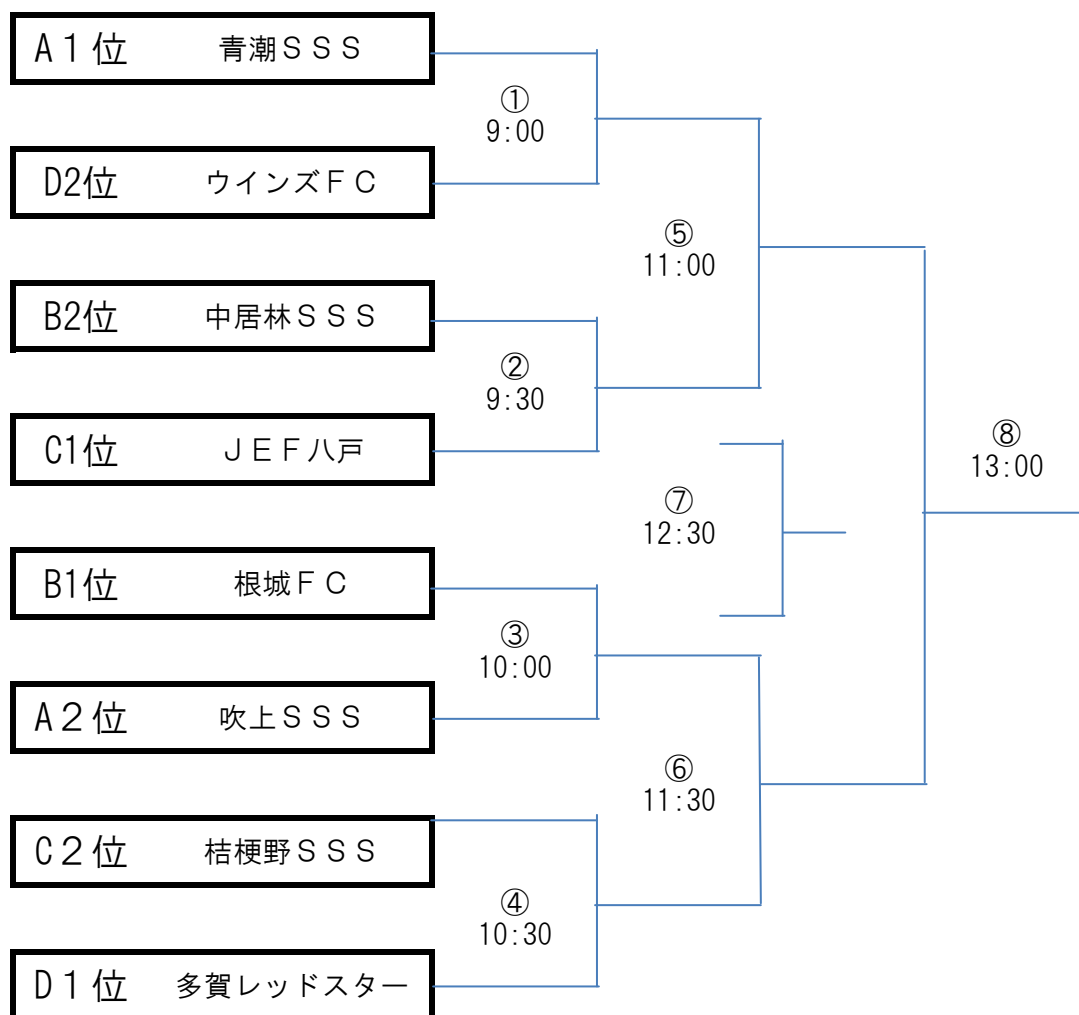 A１位 青潮ＳＳＳ
①
9:00
D2位 ウインズＦＣ
⑤
11:00
B2位 中居林ＳＳＳ
②
9:30
C1位 ＪＥＦ八戸
⑧
13:00
⑦
12:30
B1位 根城ＦＣ
③
10:00
A２位 吹上ＳＳＳ
⑥
11:30
C２位 桔梗野ＳＳＳ
④
10:30
D１位 多賀レッドスター